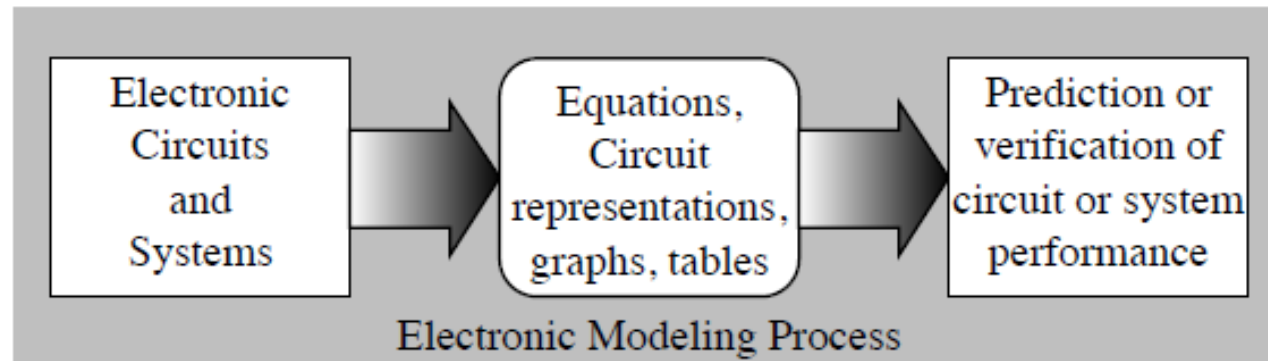 Electronic
Circuits
and
Systems
Equations,
Circuit
representations,
graphs, tables
Prediction or
verification of
circuit or system
performance
Electronic Modeling Process